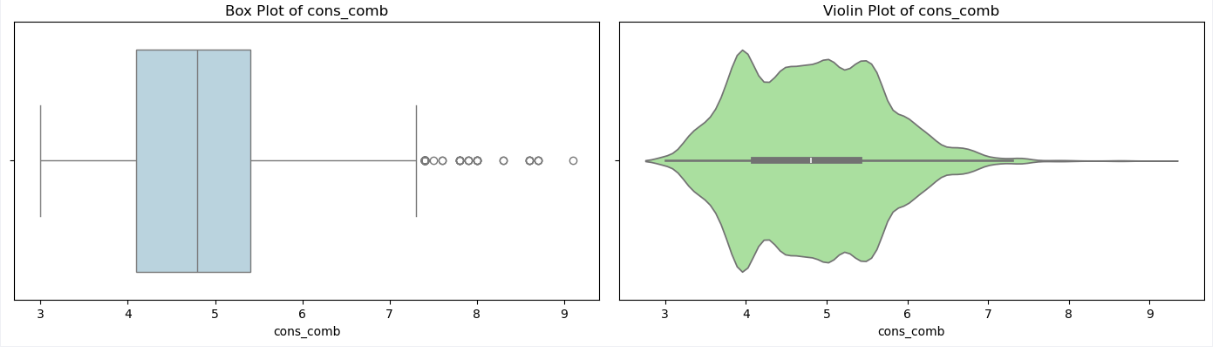 Box Plot of cons_comb
3 4 5 6 7 8 9
cons_comb
Violin Plot of cons_comb
3 4 5 6 7 8 9
cons_comb